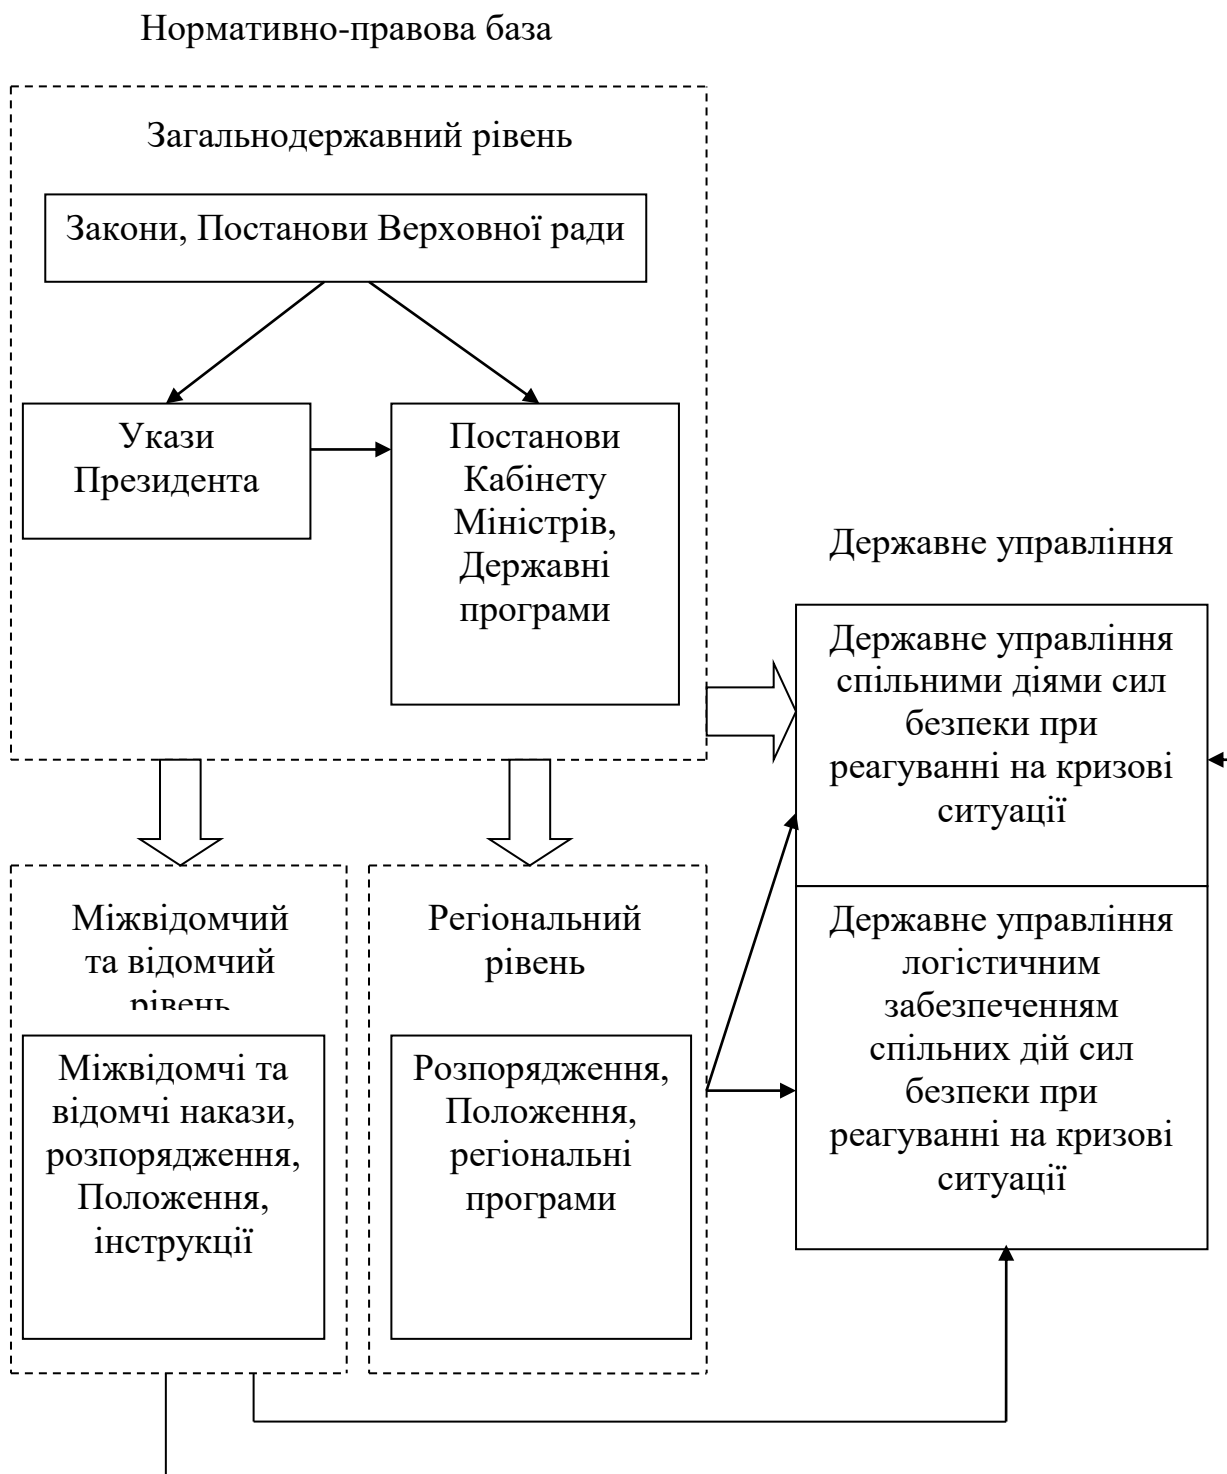 Нормативно-правова база
Загальнодержавний рівень
Закони, Постанови Верховної ради
Укази
Президента
Постанови
Кабінету
Міністрів,
Державні
програми
Державне управління
Державне управління
спільними діями сил
безпеки при
реагуванні на кризові
ситуації
Міжвідомчий
та відомчий
рівень
Міжвідомчі та
відомчі накази,
розпорядження,
Положення,
інструкції
Регіональний
рівень
Розпорядження,
Положення,
регіональні
програми
Державне управління
логістичним
забезпеченням
спільних дій сил
безпеки при
реагуванні на кризові
ситуації